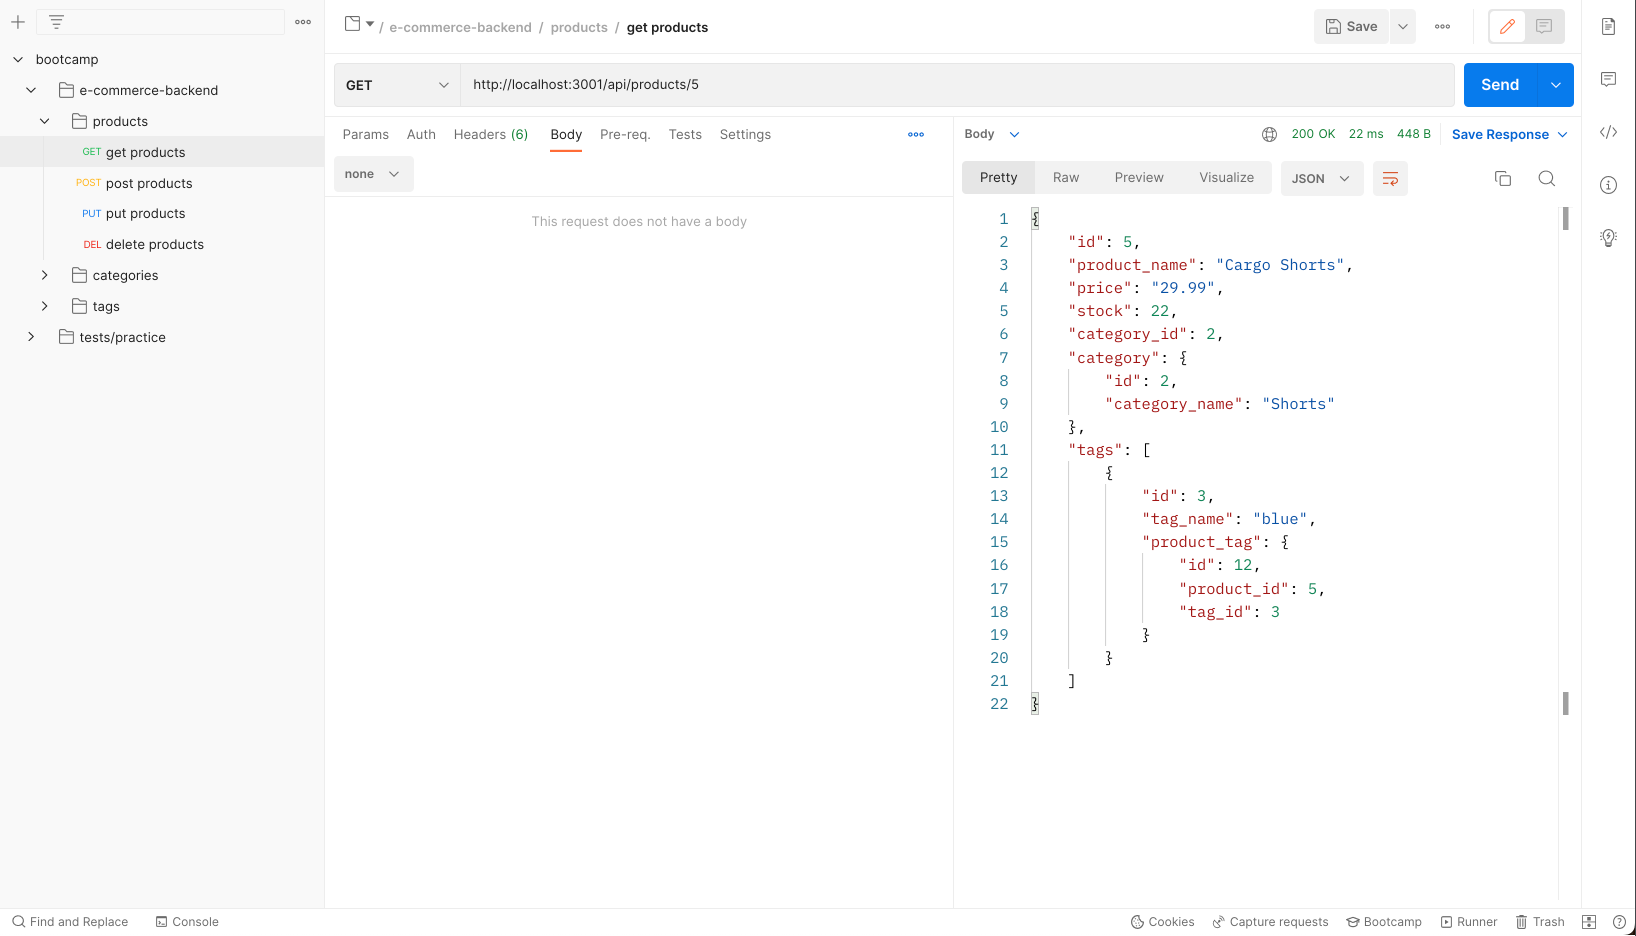 bootcamp
e-commerce-backend
products
GET get products
POST post products
PUT put products
DEL delete products
categories
tags
tests/practice
/ e-commerce-backend / products / get products
Save
GET
http://localhost:3001/api/products/5
Send
Params Auth Headers (6) Body Pre-req. Tests Settings
none
This request does not have a body
Body
200 OK 22 ms 448 B Save Response
Pretty Raw Preview Visualize JSON
1 {
2 "id": 5,
3 "product_name": "Cargo Shorts",
4 "price": "29.99",
5 "stock": 22,
6 "category_id": 2,
7 "category": {
8 "id": 2,
9 "category_name": "Shorts"
10 },
11 "tags": [
12 {
13 "id": 3,
14 "tag_name": "blue",
15 "product_tag": {
16 "id": 12,
17 "product_id": 5,
18 "tag_id": 3
19 }
20 }
21 ]
22 }
Find and Replace Console
Cookies Capture requests Bootcamp Runner Trash